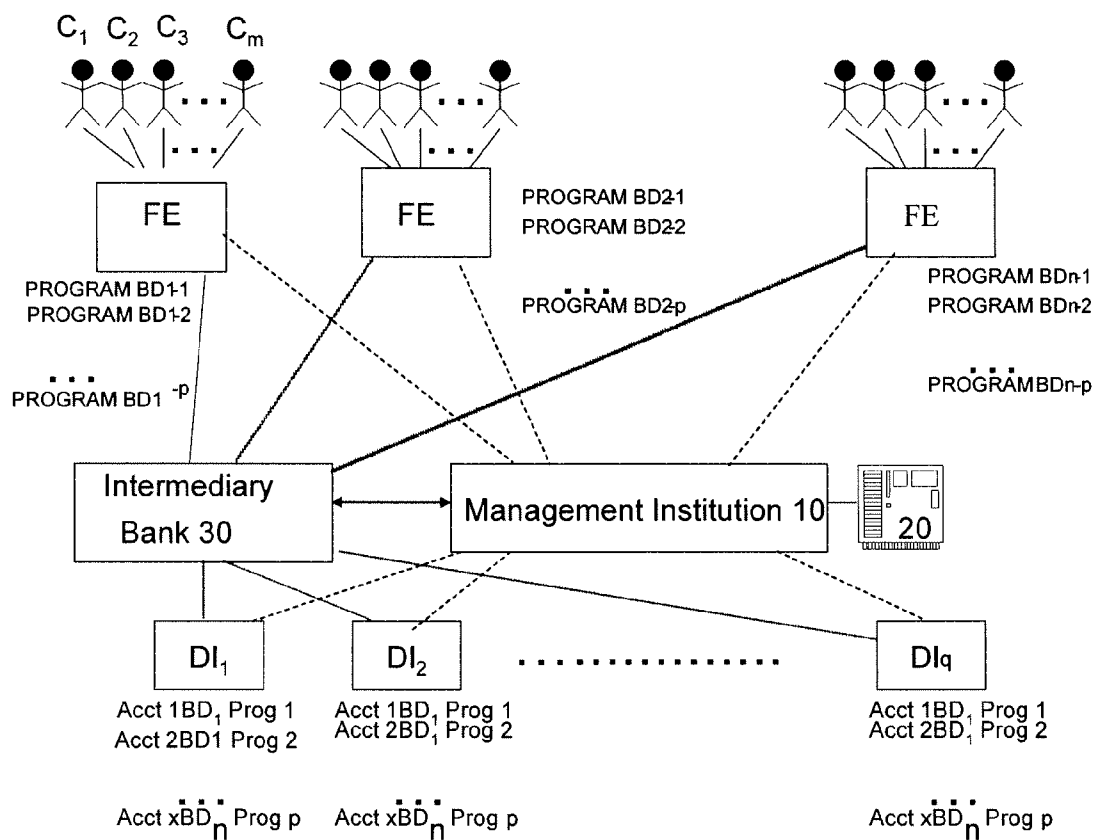 C1 C2 C3 Cm
FE FE FE
PROGRAM BD2-1
PROGRAM BD2-2
PROGRAM BD2-p
PROGRAM BD1-1
PROGRAM BD1-2
PROGRAM BD1 -p
PROGRAM BDn-1
PROGRAM BDn-2
PROGRAMBDn-p
Intermediary
Bank 30
Management Institution 10
20
DI1 DI2 DIq
Acct 1BD1 Prog 1
Acct 2BD1 Prog 2
Acct xBDn Prog p
Acct 1BD1 Prog 1
Acct 2BD1 Prog 2
Acct xBDn Prog p
Acct 1BD1 Prog 1
Acct 2BD1 Prog 2
Acct xBDn Prog p